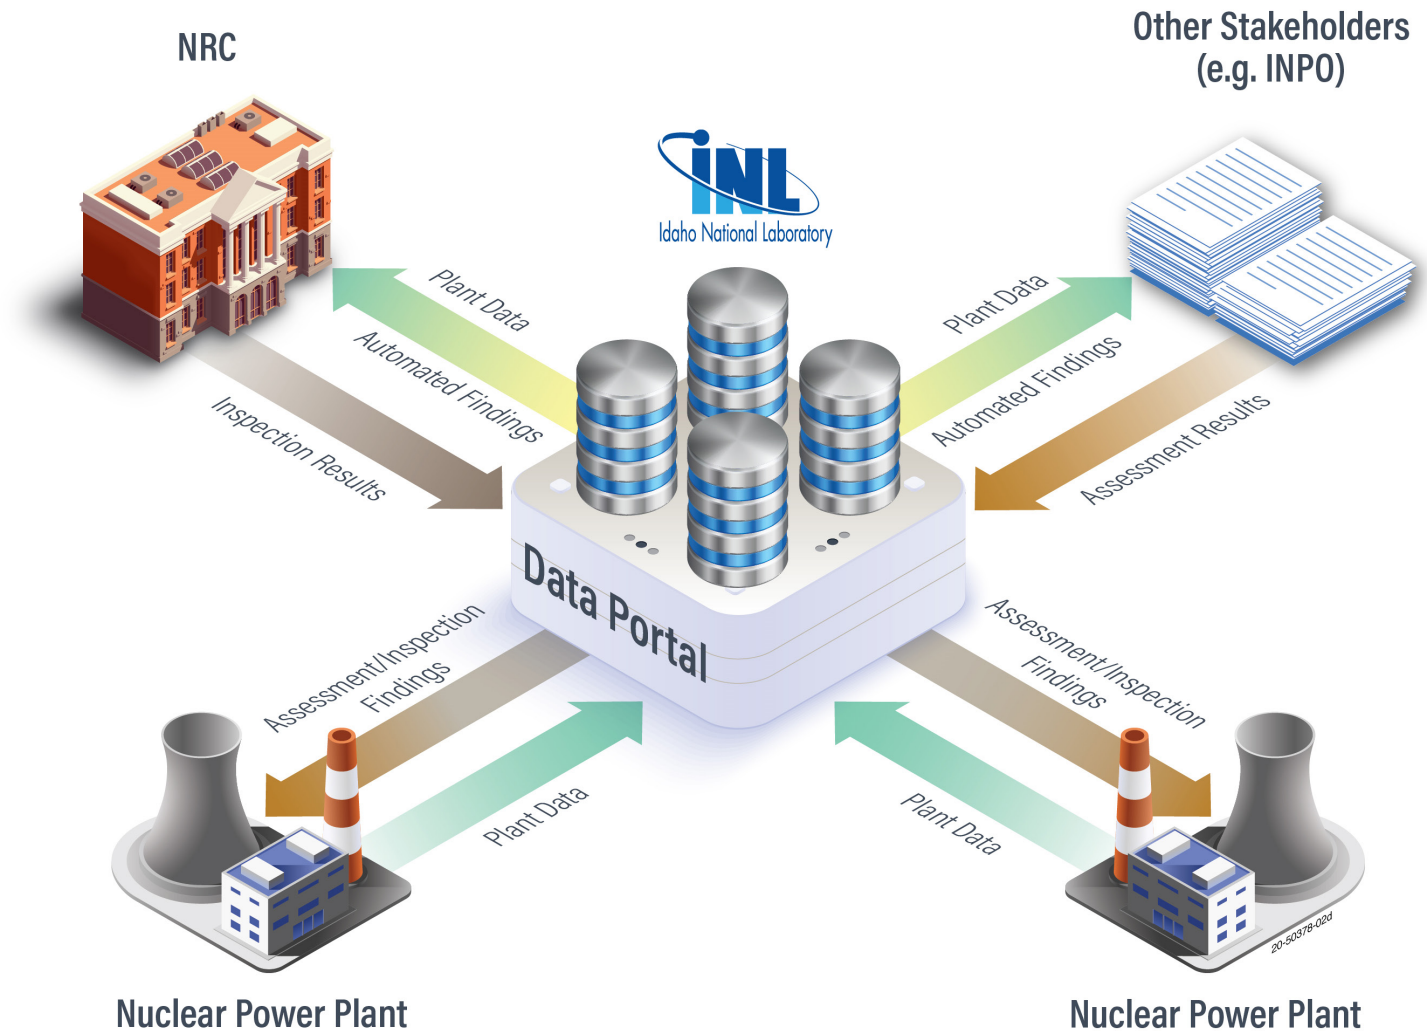 NRC
Other Stakeholders
(e.g. INPO)
INL
Idaho National Laboratory
Plant Data
Automated Findings
Inspection Results
Plant Data
Automated Findings
Assessment Results
Data Portal
Assessment/Inspection
Findings
Plant Data
Assessment/Inspection
Findings
Plant Data
20-50378-02d
Nuclear Power Plant
Nuclear Power Plant